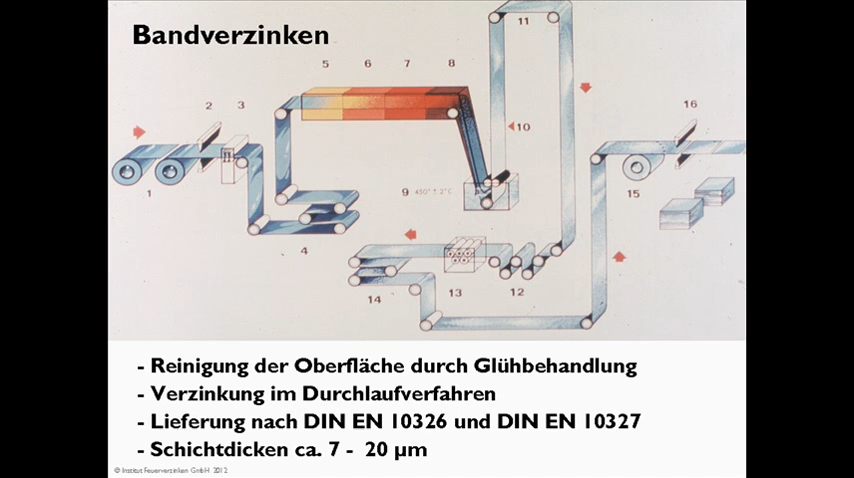 Bandverzinken
1
2
3
4
5
6
7
8
9 450° ± 2°C
10
11
12
13
14
15
16
- Reinigung der Oberfläche durch Glühbehandlung
- Verzinkung im Durchlaufverfahren
- Lieferung nach DIN EN 10326 und DIN EN 10327
- Schichtdicken ca. 7 - 20 µm
© Institut Feuerverzinken GmbH 2012